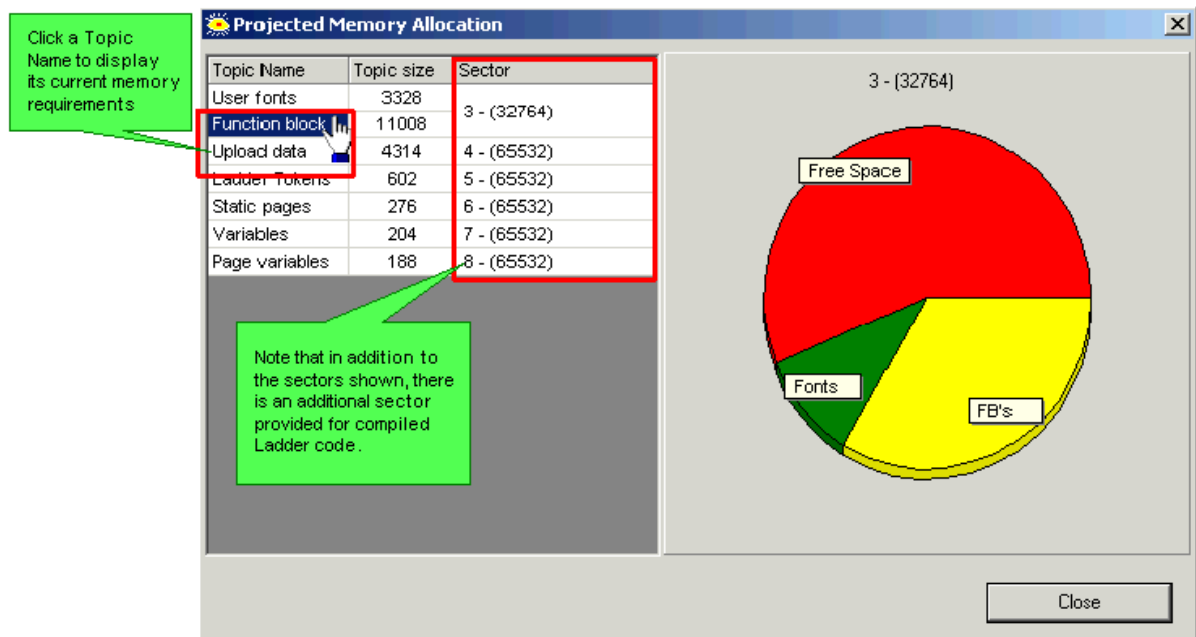 Click a Topic
Name to display
its current memory
requirements
Projected Memory Allocation
Topic Name Topic size Sector
User fonts 3328 3 - (32764)
Function block 11008
Upload data 4314 4 - (65532)
Ladder Tokens 602 5 - (65532)
Static pages 276 6 - (65532)
Variables 204 7 - (65532)
Page variables 188 8 - (65532)
Note that in addition to
the sectors shown, there
is an additional sector
provided for compiled
Ladder code.
3 - (32764)
Free Space
Fonts
FB's
Close